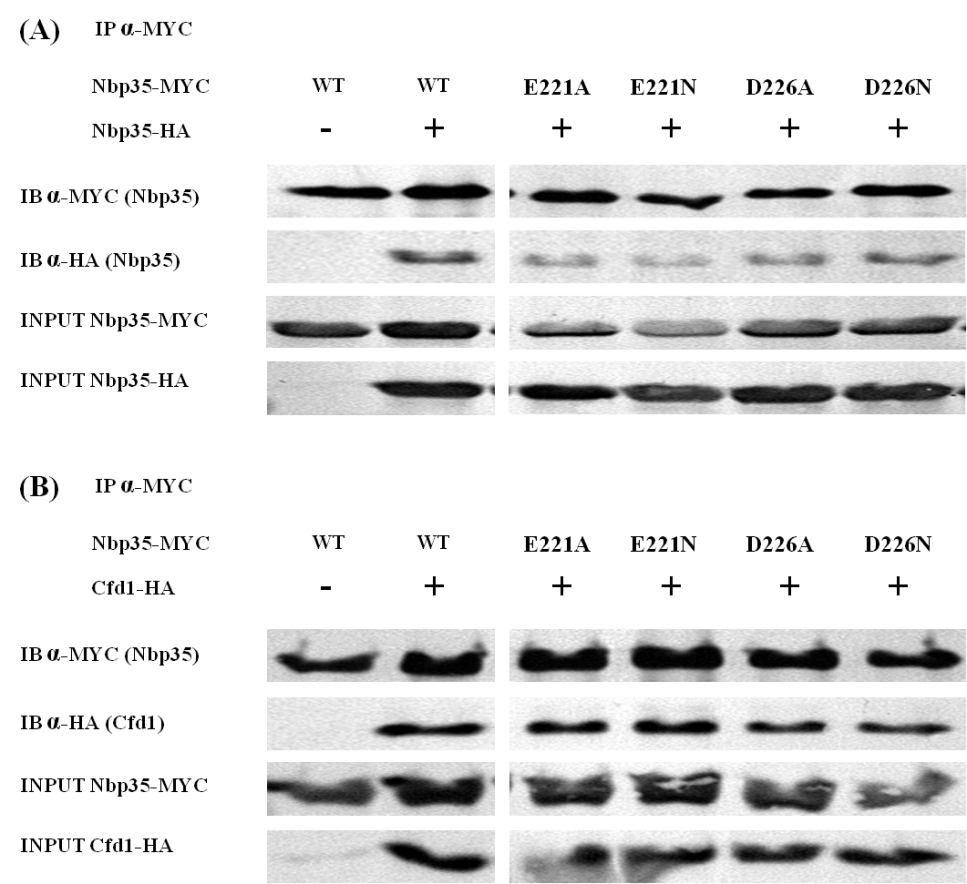 (A) IP α-MYC
Nbp35-MYC WT WT E221A E221N D226A D226N
Nbp35-HA - + + + + +
IB α-MYC (Nbp35)
IB α-HA (Nbp35)
INPUT Nbp35-MYC
INPUT Nbp35-HA
(B) IP α-MYC
Nbp35-MYC WT WT E221A E221N D226A D226N
Cfd1-HA - + + + + +
IB α-MYC (Nbp35)
IB α-HA (Cfd1)
INPUT Nbp35-MYC
INPUT Cfd1-HA